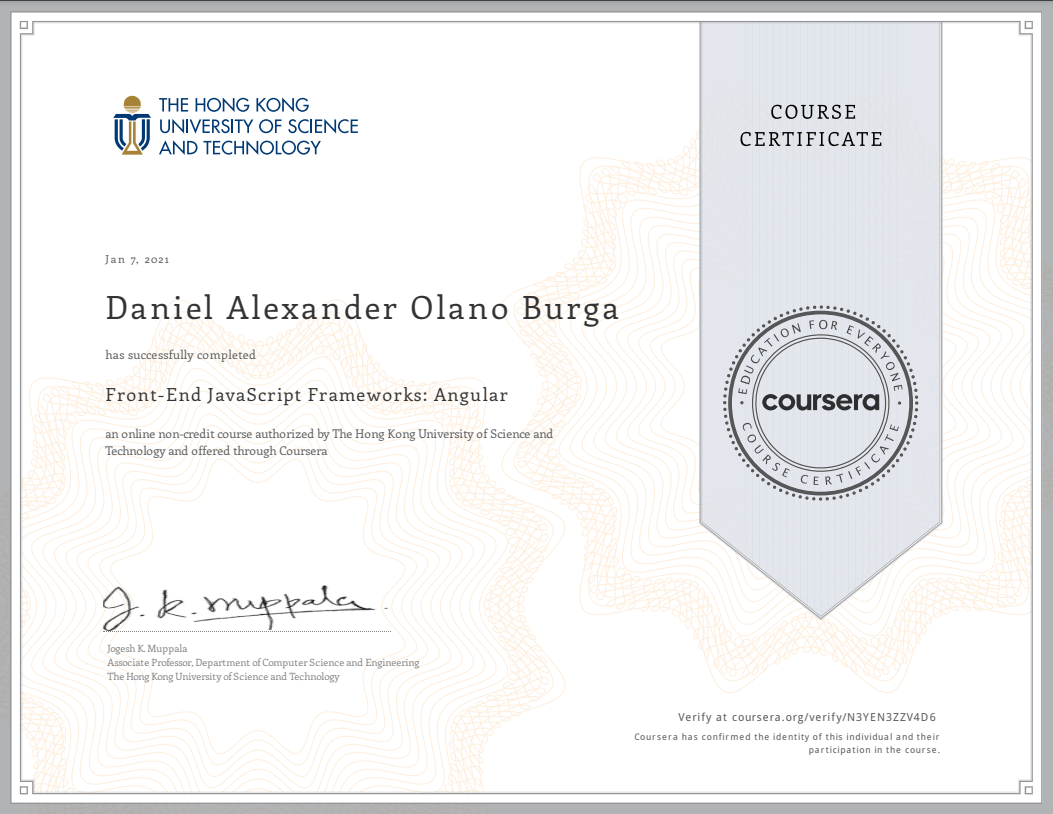 THE HONG KONG
UNIVERSITY OF SCIENCE
AND TECHNOLOGY
COURSE
CERTIFICATE
Jan 7, 2021
Daniel Alexander Olano Burga
has successfully completed
Front-End JavaScript Frameworks: Angular
an online non-credit course authorized by The Hong Kong University of Science and
Technology and offered through Coursera
EDUCATION FOR EVERYONE
coursera
COURSE CERTIFICATE
J. K. Muppala
Jogesh K. Muppala
Associate Professor, Department of Computer Science and Engineering
The Hong Kong University of Science and Technology
Verify at coursera.org/verify/N3YEN3ZZV4D6
Coursera has confirmed the identity of this individual and their
participation in the course.